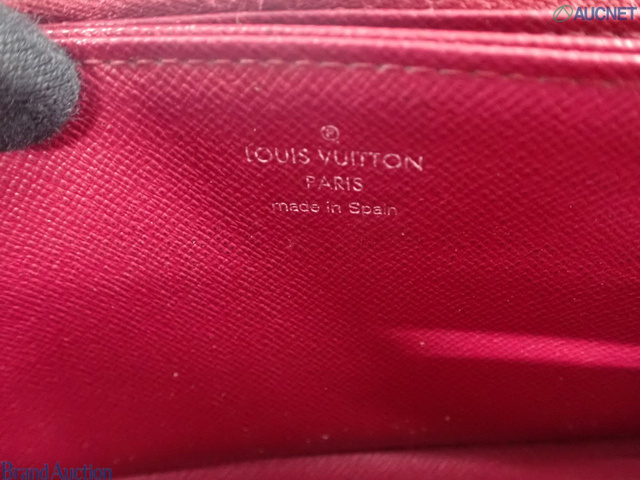 AUCNET
®
LOUIS VUITTON
PARIS
made in Spain
Brand Auction